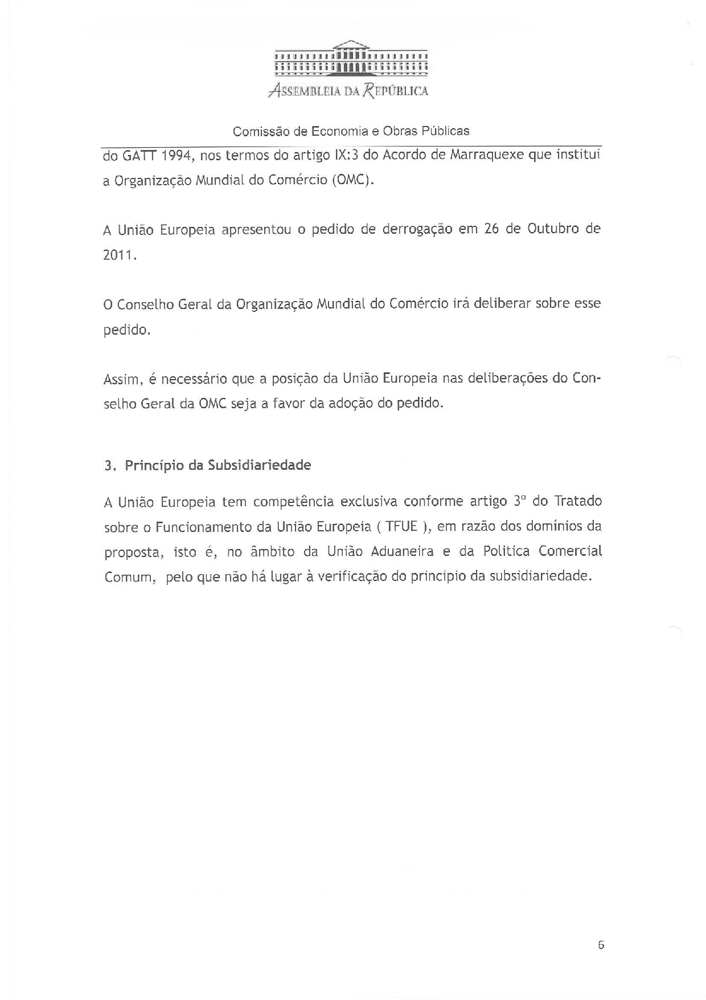 ASSEMBLEIA DA REPÚBLICA
Comissão de Economia e Obras Públicas
do GATT 1994, nos termos do artigo IX:3 do Acordo de Marraquexe que institui
a Organização Mundial do Comércio (OMC).
A União Europeia apresentou o pedido de derrogação em 26 de Outubro de
2011.
O Conselho Geral da Organização Mundial do Comércio irá deliberar sobre esse
pedido.
Assim, é necessário que a posição da União Europeia nas deliberações do Con-
selho Geral da OMC seja a favor da adoção do pedido.
3. Princípio da Subsidiariedade
A União Europeia tem competência exclusiva conforme artigo 3º do Tratado
sobre o Funcionamento da União Europeia ( TFUE ), em razão dos domínios da
proposta, isto é, no âmbito da União Aduaneira e da Politica Comercial
Comum, pelo que não há lugar à verificação do principio da subsidiariedade.
6